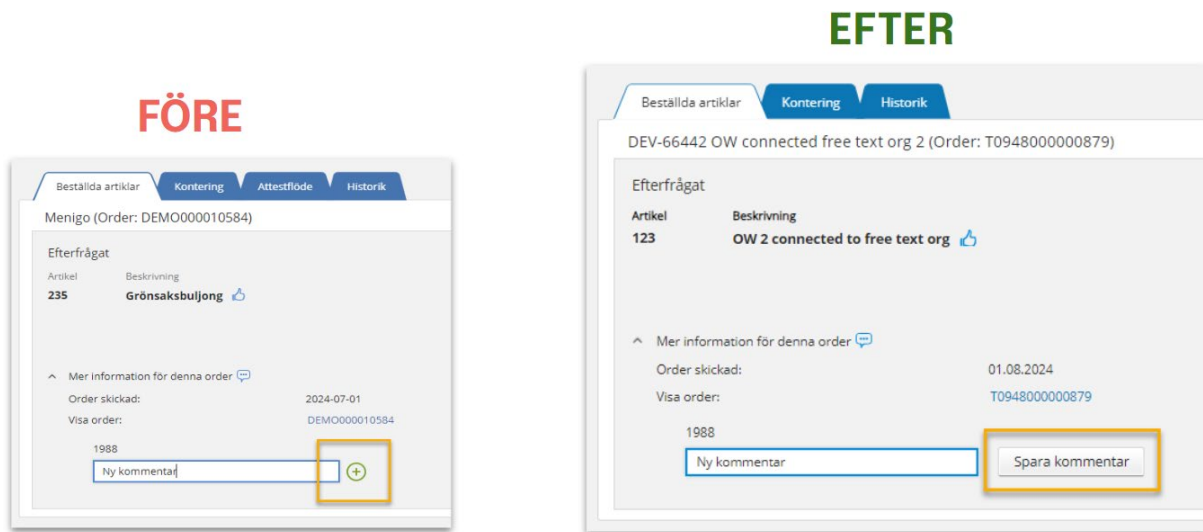 FÖRE
Beställda artiklar Kontering Attestflöde Historik
Menigo (Order: DEMO000010584)
Efterfrågat
Artikel Beskrivning
235 Grönsaksbuljong
Mer information för denna order
Order skickad: 2024-07-01
Visa order: DEMO000010584
1988
Ny kommentar
EFTER
Beställda artiklar Kontering Historik
DEV-66442 OW connected free text org 2 (Order: T0948000000879)
Efterfrågat
Artikel Beskrivning
123 OW 2 connected to free text org
Mer information för denna order
Order skickad: 01.08.2024
Visa order: T0948000000879
1988
Ny kommentar Spara kommentar